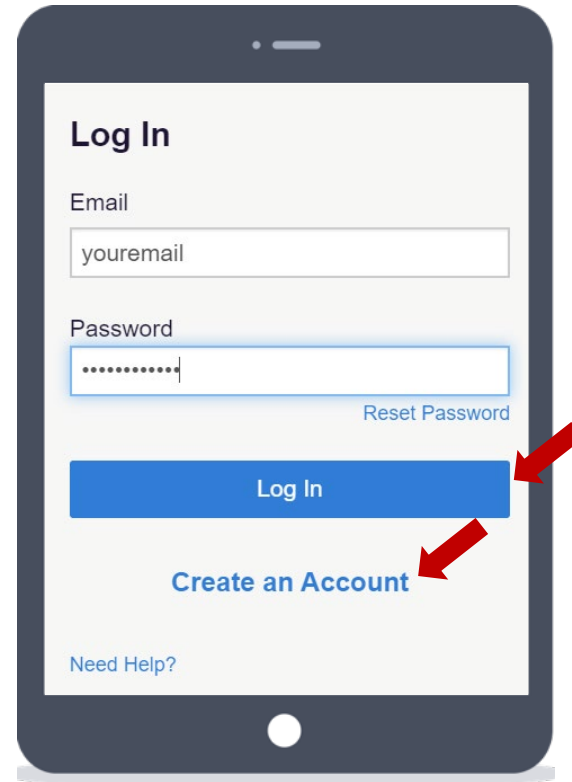 Log In
Email
youremail
Password
••••••••••••
Reset Password
Log In
Create an Account
Need Help?